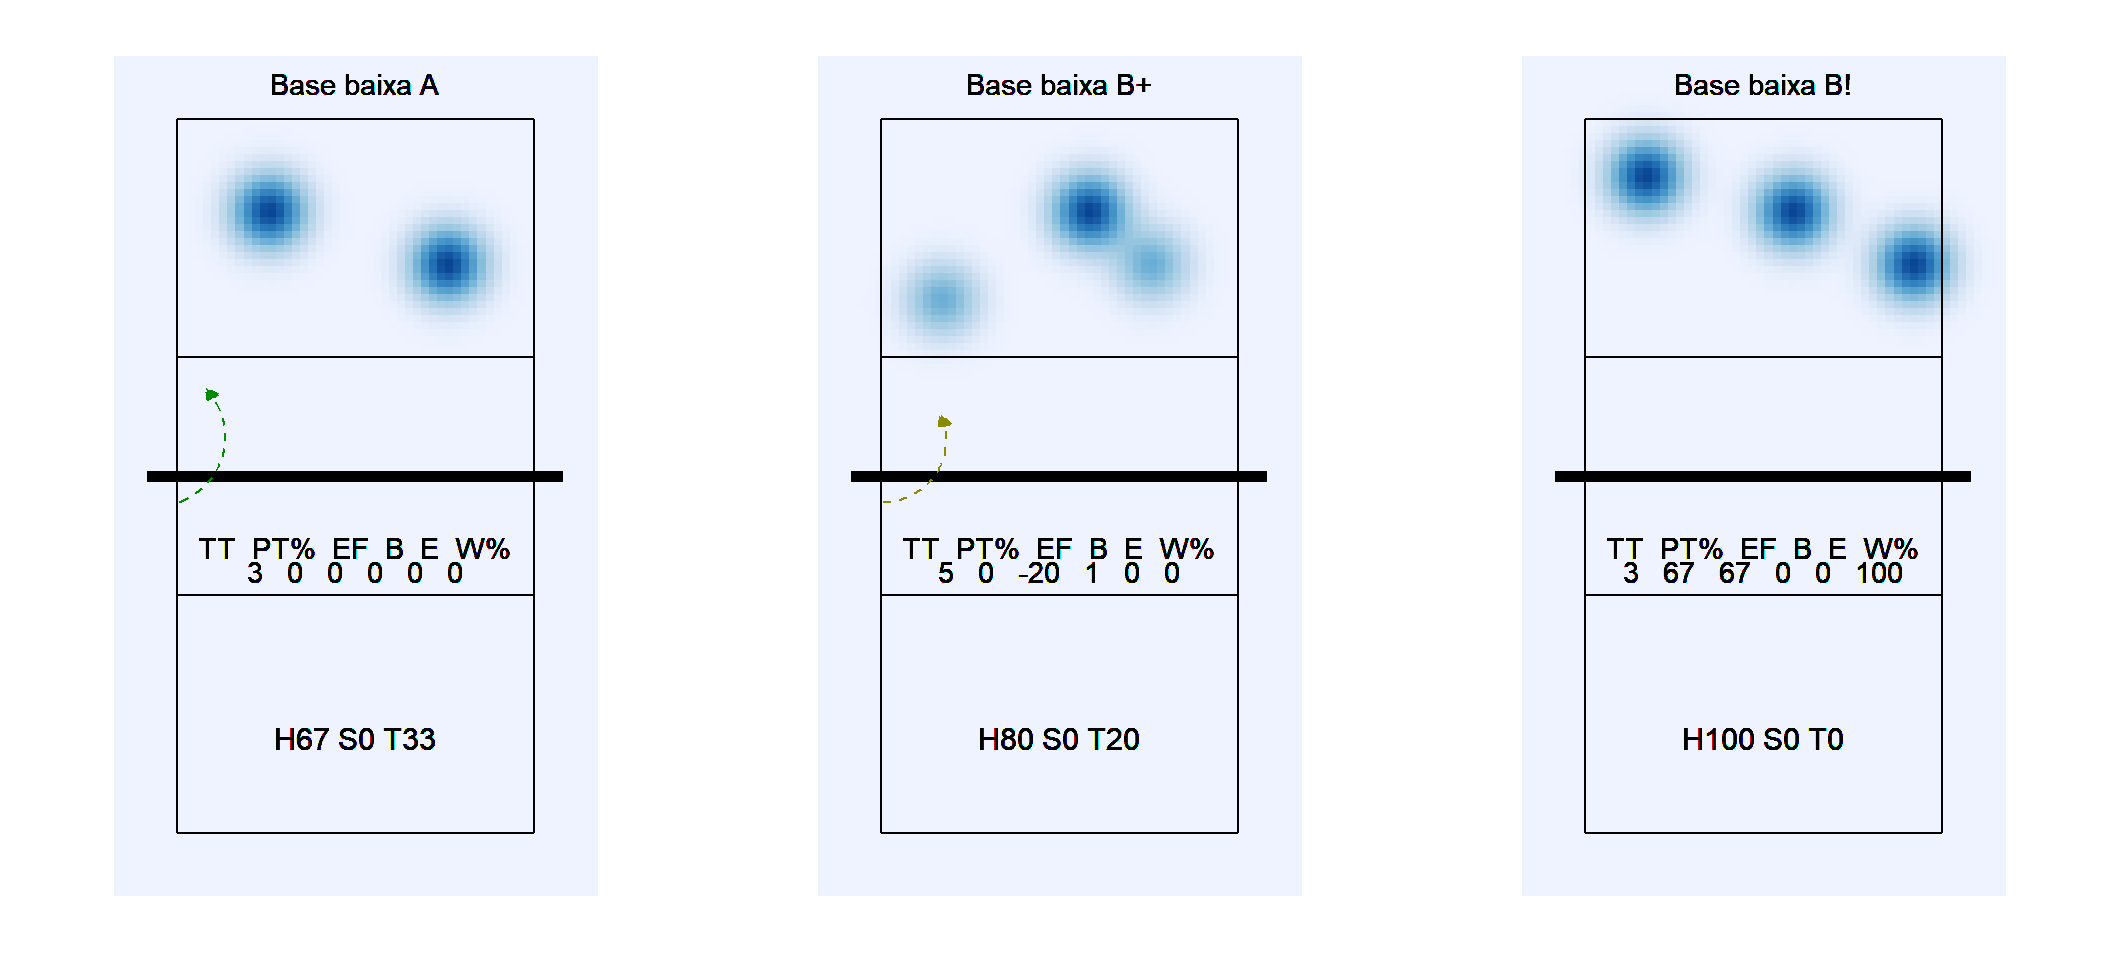 Base baixa A
TT PT% EF B E W%
3 0 0 0 0 0
H67 S0 T33
Base baixa B+
TT PT% EF B E W%
5 0 -20 1 0 0
H80 S0 T20
Base baixa B!
TT PT% EF B E W%
3 67 67 0 0 100
H100 S0 T0